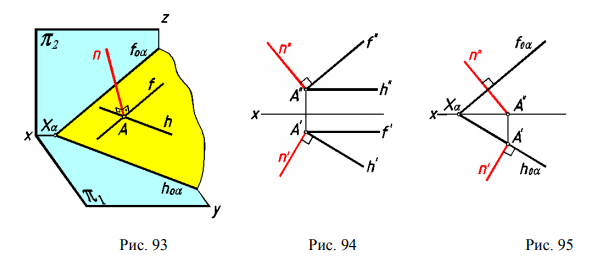 z
π₂
n
f₀α
f
Xα
A
h
x
h₀α
π₁
y
Рис. 93
n" f"
A" h"
x
A' f'
n' h'
Рис. 94
n" f₀α
Xα A"
x
A'
n' h₀α
Рис. 95